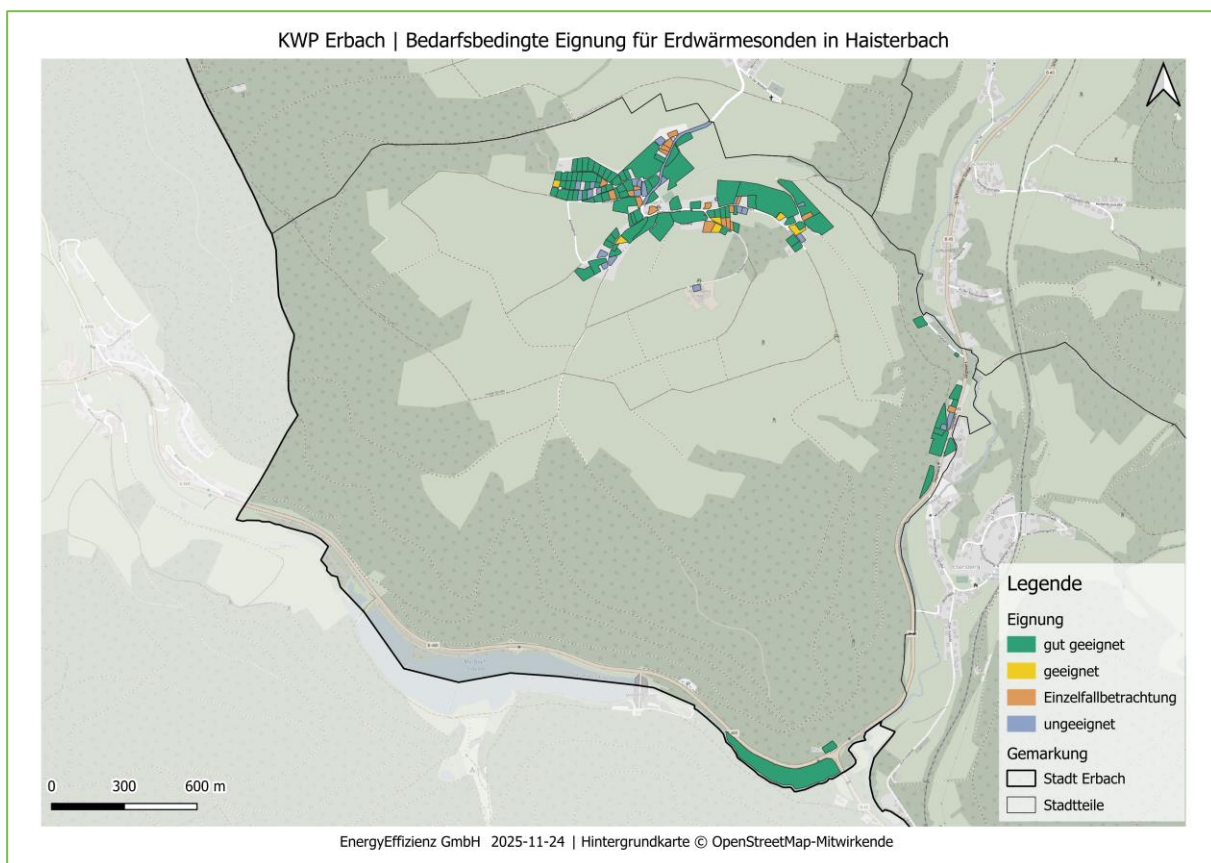 KWP Erbach | Bedarfsbedingte Eignung für Erdwärmesonden in Haisterbach
Legende
Eignung
gut geeignet
geeignet
Einzelfallbetrachtung
ungeeignet
Gemarkung
Stadt Erbach
Stadtteile
0 300 600 m
EnergyEffizienz GmbH 2025-11-24 | Hintergrundkarte © OpenStreetMap-Mitwirkende